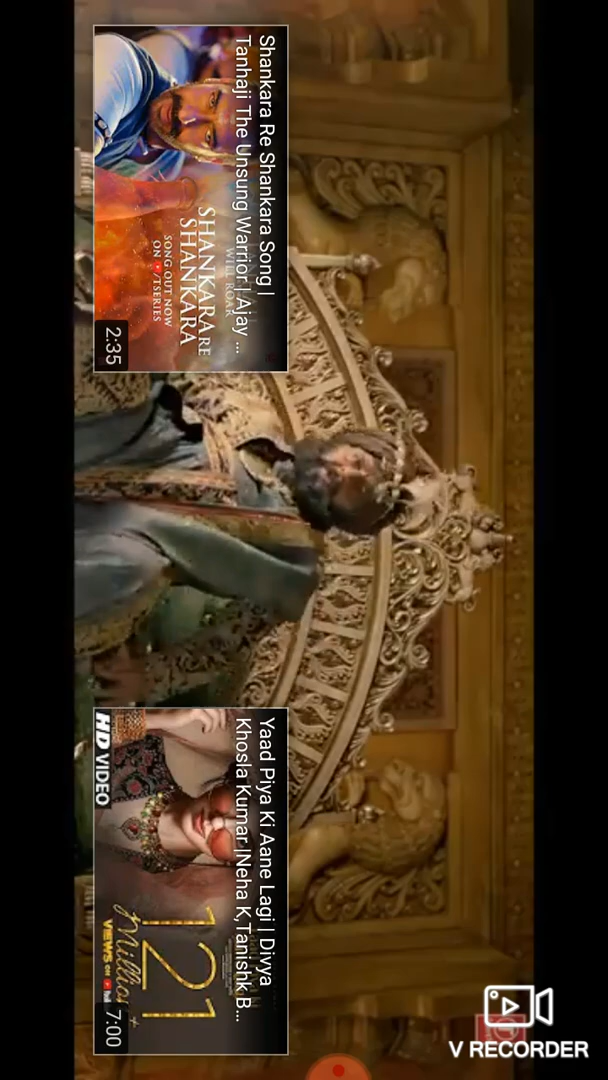 Shankara Re Shankara Song |
Tanhaji The Unsung Warrior | Ajay ...
WILL ROAR
SHANKARA RE
SHANKARA
SONG OUT NOW
ON /TSERIES
2:35
Yaad Piya Ki Aane Lagi | Divya
Khosla Kumar |Neha K,Tanishk B...
HD VIDEO
121
Million+
VIEWS ON
7:00
V RECORDER